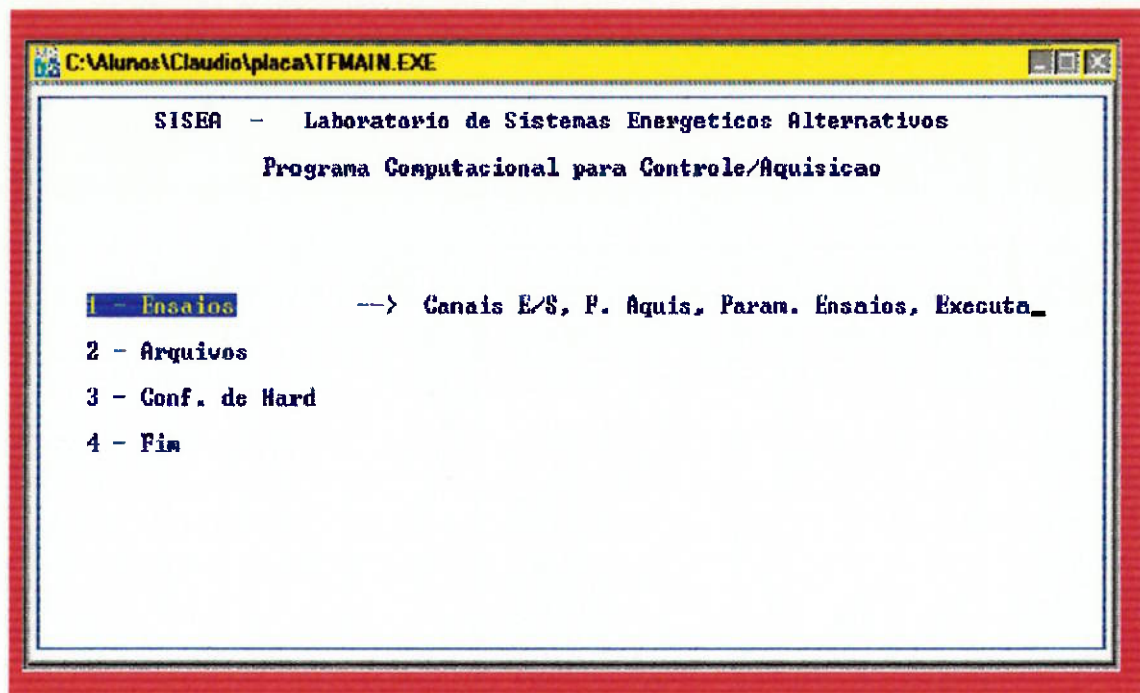 C:\Alunos\Claudio\placa\TFMAIN.EXE
SISEA - Laboratorio de Sistemas Energeticos Alternativos
Programa Computacional para Controle/Aquisicao
1 - Ensaios --> Canais E/S, P. Aquis, Param. Ensaios, Executa_
2 - Arquivos
3 - Conf. de Hard
4 - Fim